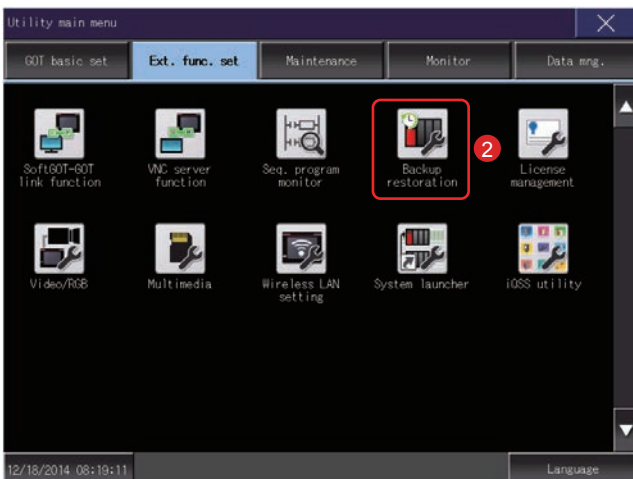 Utility main menu
GOT basic set
Ext. func. set
Maintenance
Monitor
Data mng.
SoftGOT-GOT
link function
VNC server
function
Seq. program
monitor
Backup
restoration
2
License
management
Video/RGB
Multimedia
Wireless LAN
setting
System launcher
iQSS utility
12/18/2014 08:19:11
Language